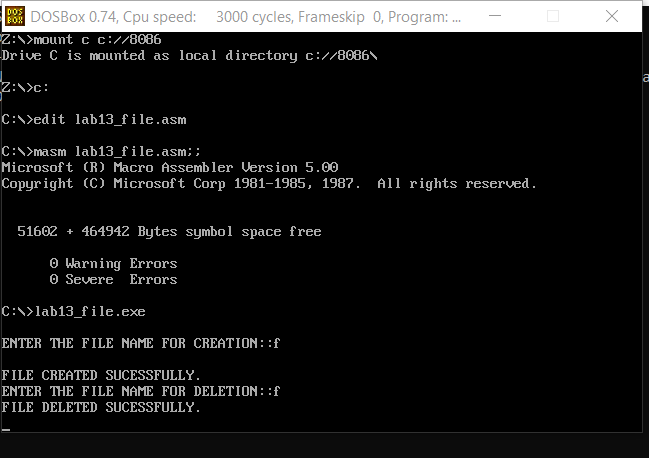 DOSBox 0.74, Cpu speed: 3000 cycles, Frameskip 0, Program: ...
Z:\>mount c c://8086
Drive C is mounted as local directory c://8086\
Z:\>c:
C:\>edit lab13_file.asm
C:\>masm lab13_file.asm;;
Microsoft (R) Macro Assembler Version 5.00
Copyright (C) Microsoft Corp 1981-1985, 1987.  All rights reserved.
51602 + 464942 Bytes symbol space free
0 Warning Errors
0 Severe  Errors
C:\>lab13_file.exe
ENTER THE FILE NAME FOR CREATION::f
FILE CREATED SUCESSFULLY.
ENTER THE FILE NAME FOR DELETION::f
FILE DELETED SUCESSFULLY.